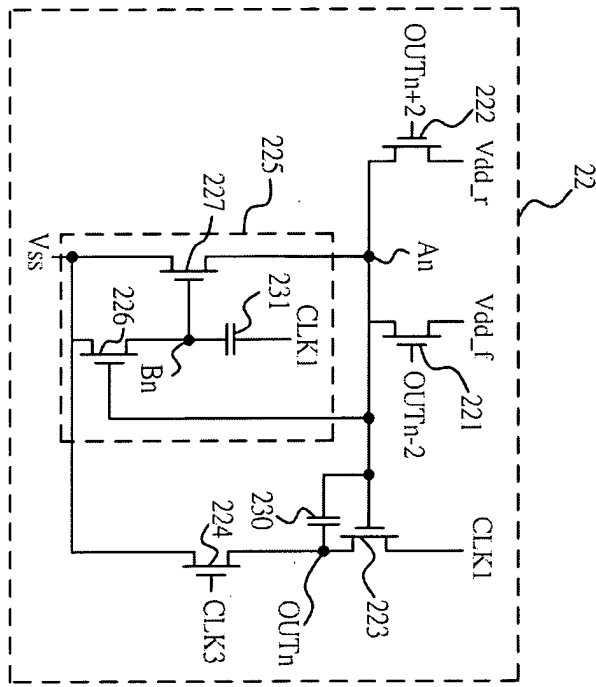 22
Vdd_r
Vdd_f
CLK1
222
OUTn+2
221
OUTn-2
An
223
230
OUTn
225
227
231
CLK1
Bn
226
224
CLK3
Vss